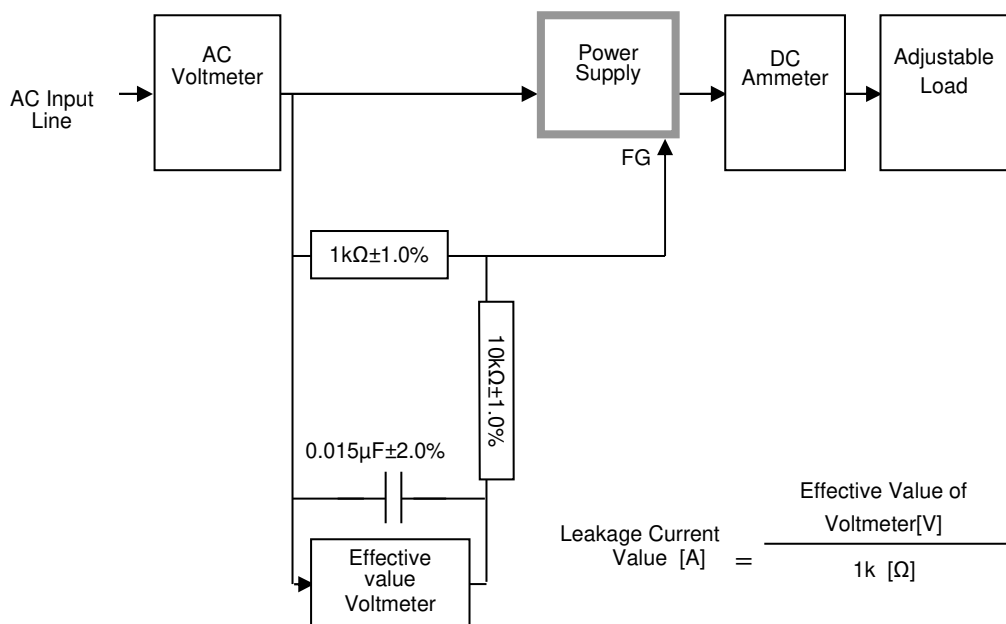 AC
Voltmeter
AC Input
Line
Power
Supply
DC
Ammeter
Adjustable
Load
FG
1kΩ±1.0%
10kΩ±1.0%
0.015µF±2.0%
Effective
value
Voltmeter
Leakage Current
Value [A]
=
Effective Value of
Voltmeter[V]
1k [Ω]